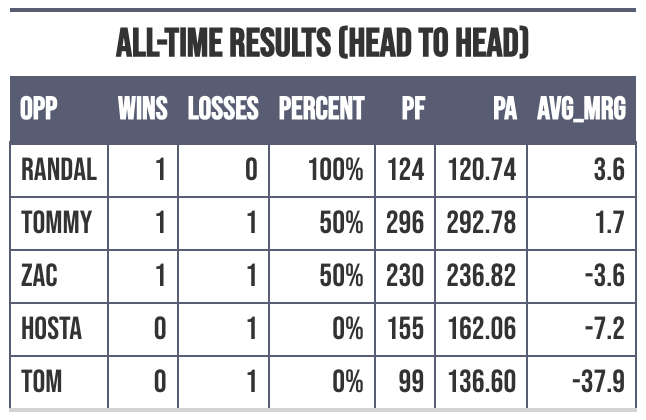 ALL-TIME RESULTS (HEAD TO HEAD)
OPP WINS LOSSES PERCENT PF PA AVG_MRG
RANDAL 1 0 100% 124 120.74 3.6
TOMMY 1 1 50% 296 292.78 1.7
ZAC 1 1 50% 230 236.82 -3.6
HOSTA 0 1 0% 155 162.06 -7.2
TOM 0 1 0% 99 136.60 -37.9